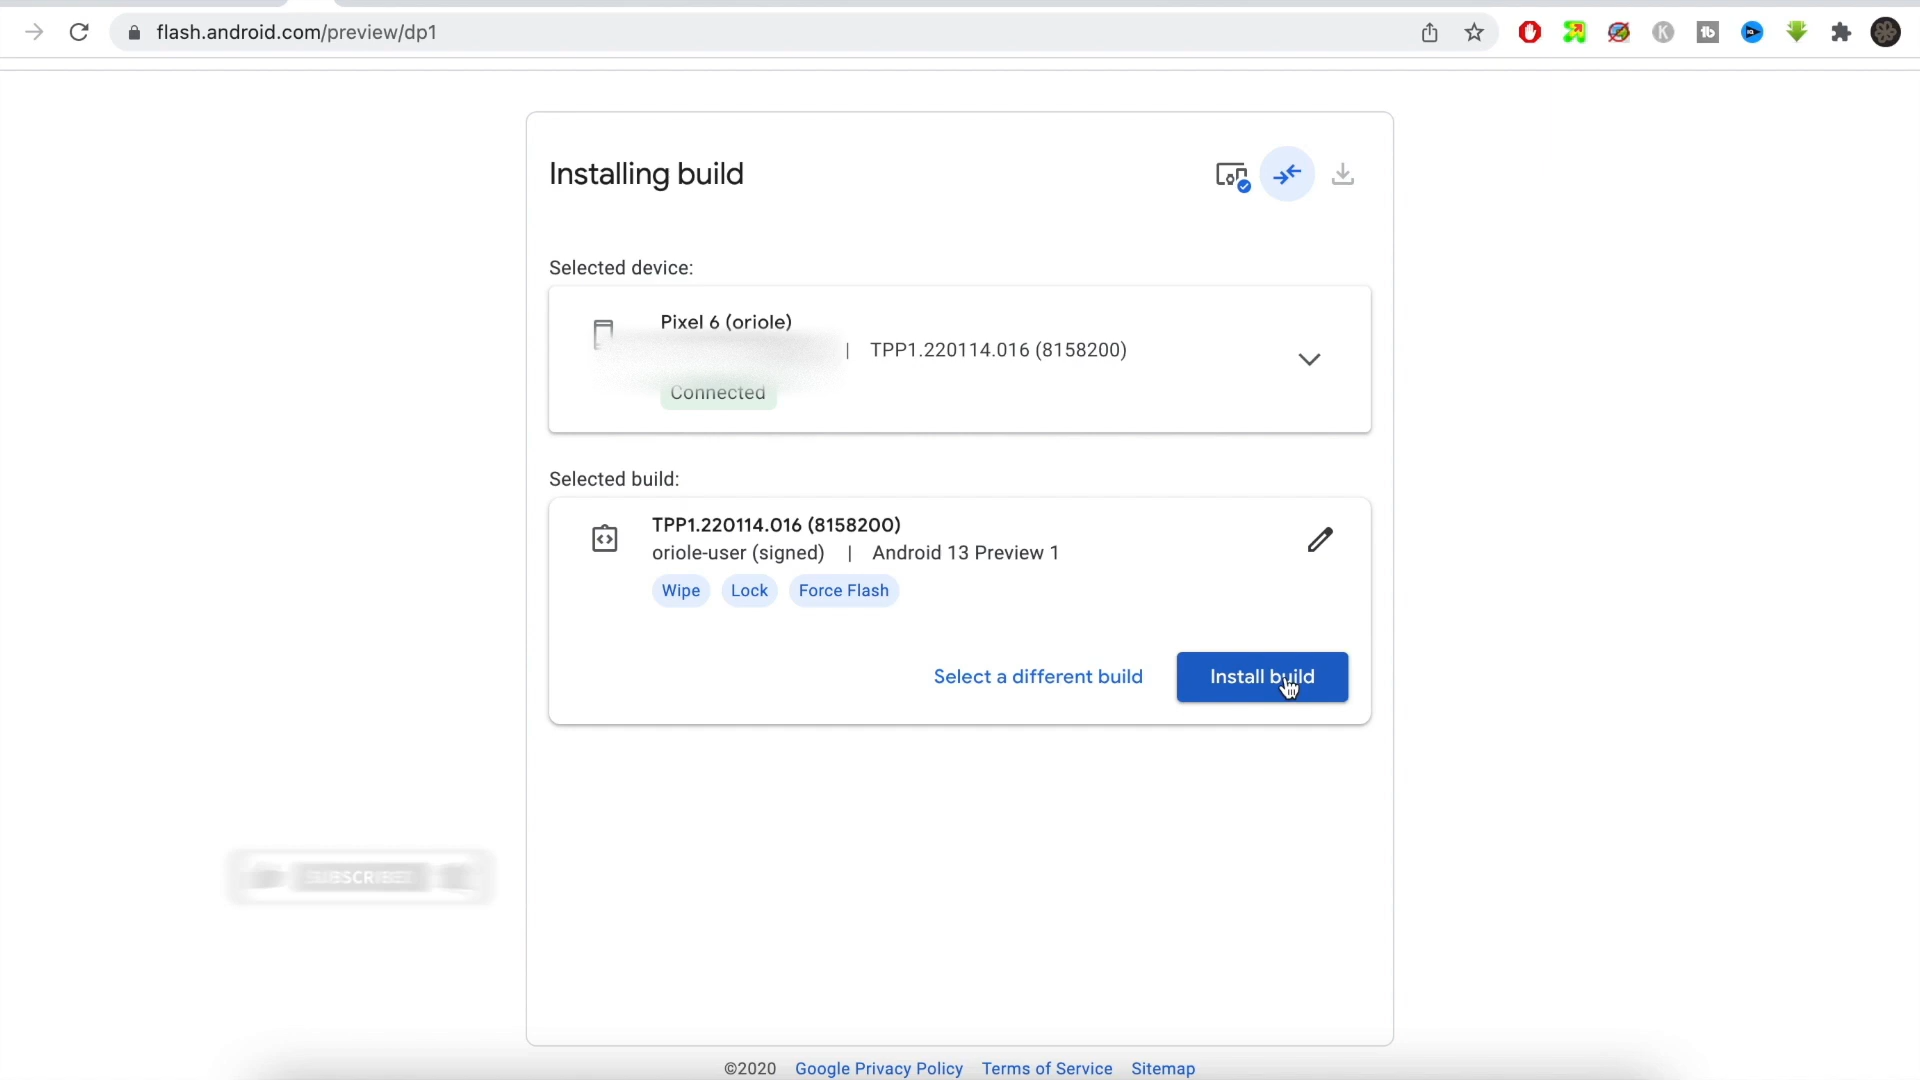 flash.android.com/preview/dp1
Installing build
Selected device:
Pixel 6 (oriole)
| TPP1.220114.016 (8158200)
Connected
Selected build:
TPP1.220114.016 (8158200)
oriole-user (signed) | Android 13 Preview 1
Wipe Lock Force Flash
Select a different build Install build
SUBSCRIBE
©2020 Google Privacy Policy Terms of Service Sitemap